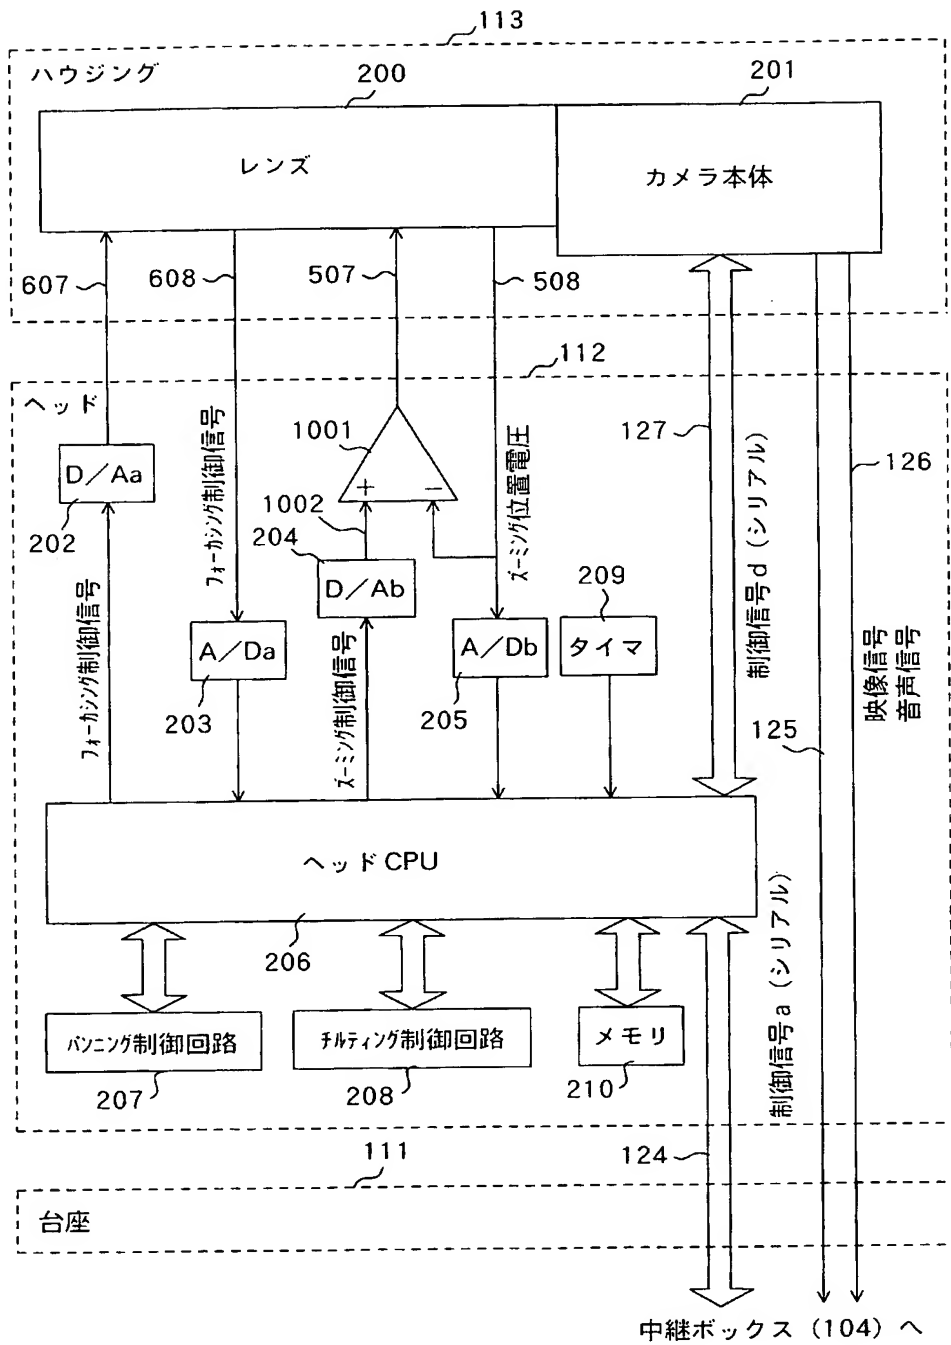 113
ハウジング
200
201
レンズ
カメラ本体
607
608
507
508
112
ヘッド
D/Aa
202
フォーカシング制御信号
フォーカシング制御信号
1001
+
−
1002
204
D/Ab
ズーミング位置電圧
127
制御信号d(シリアル)
126
209
タイマ
A/Da
203
ズーミング制御信号
A/Db
205
125
映像信号
音声信号
ヘッドCPU
206
パンニング制御回路
207
チルティング制御回路
208
メモリ
210
制御信号a(シリアル)
124
111
台座
中継ボックス(104)へ